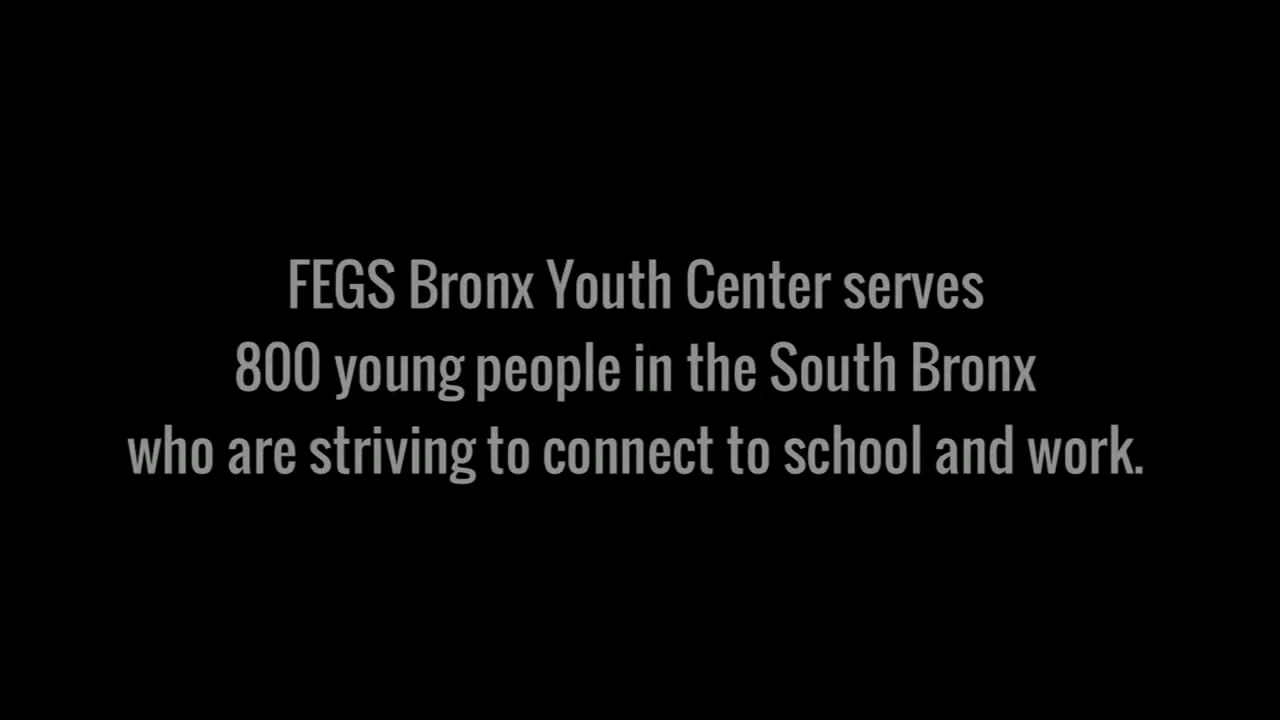 FEGS Bronx Youth Center serves
800 young people in the South Bronx
who are striving to connect to school and work.